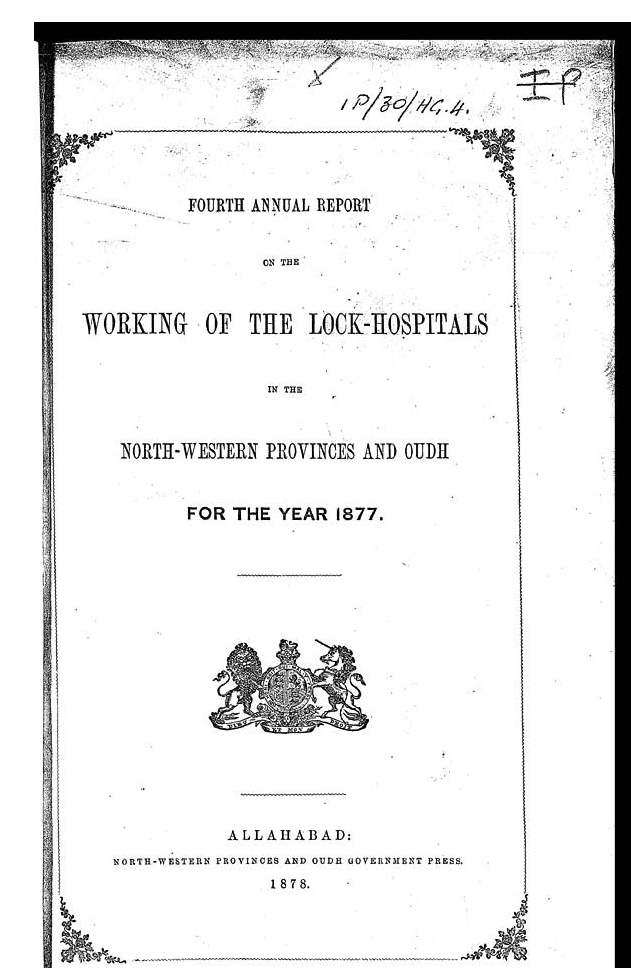 IP
IP/30/HG.4.
FOURTH ANNUAL REPORT
ON THE
WORKING OF THE LOCK-HOSPITALS
IN THE
NORTH-WESTERN PROVINCES AND OUDH
FOR THE YEAR 1877.
DIEU ET MON DROIT
ALLAHABAD:
NORTH-WESTERN PROVINCES AND OUDH GOVERNMENT PRESS.
1878.